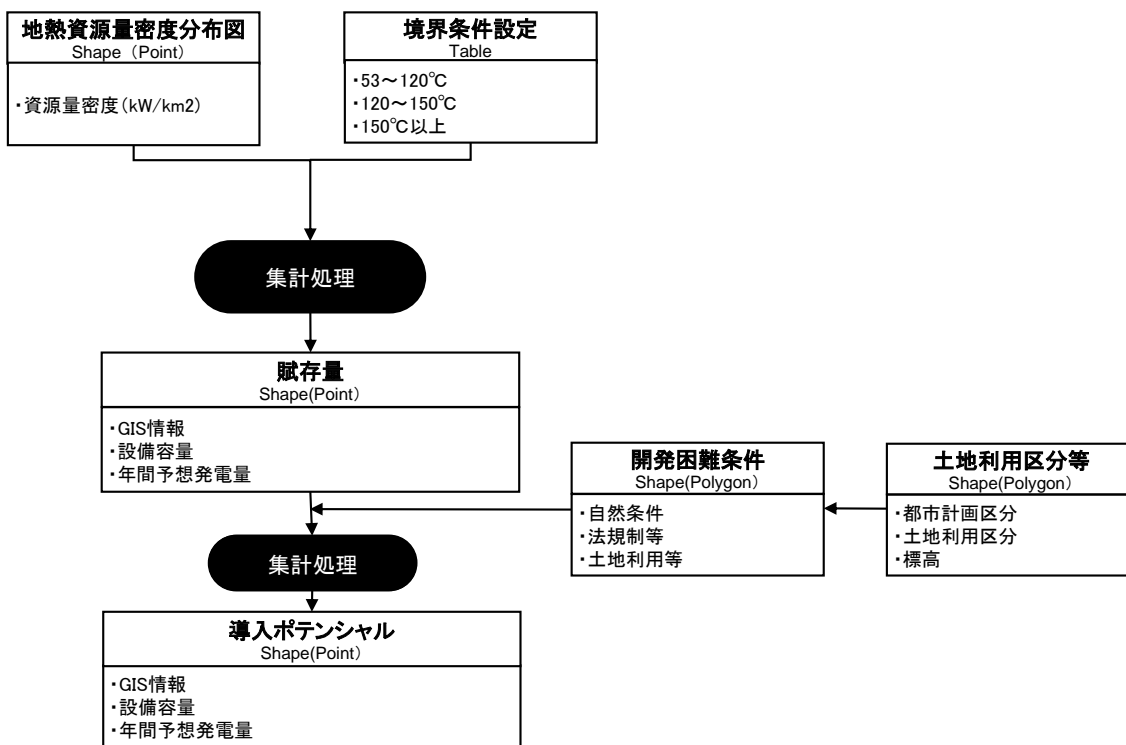 地熱資源量密度分布図
Shape（Point）
・資源量密度(kW/km2)
境界条件設定
Table
・53～120℃
・120～150℃
・150℃以上
集計処理
賦存量
Shape(Point）
・GIS情報
・設備容量
・年間予想発電量
開発困難条件
Shape(Polygon）
・自然条件
・法規制等
・土地利用等
土地利用区分等
Shape(Polygon）
・都市計画区分
・土地利用区分
・標高
集計処理
導入ポテンシャル
Shape(Point）
・GIS情報
・設備容量
・年間予想発電量